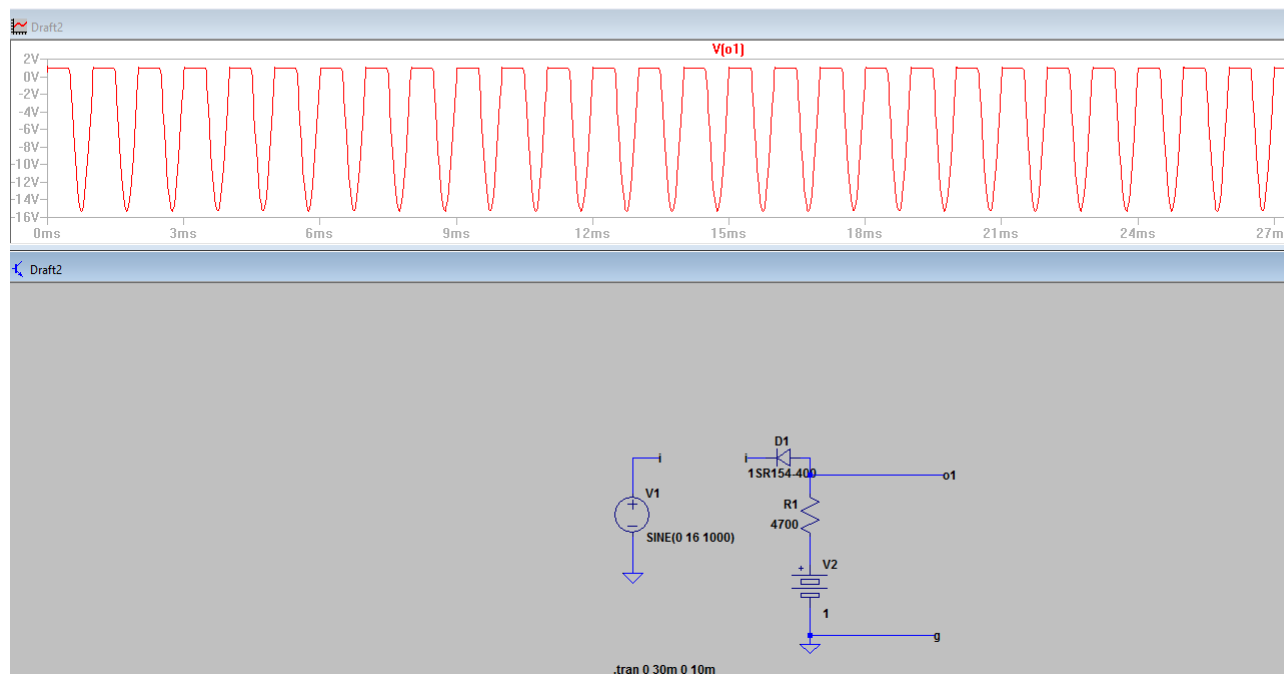 Draft2
V(o1)
2V
0V
-2V
-4V
-6V
-8V
-10V
-12V
-14V
-16V
0ms 3ms 6ms 9ms 12ms 15ms 18ms 21ms 24ms 27m
Draft2
D1
i i
1SR154-400
o1
V1
R1
4700
SINE(0 16 1000)
V2
1
g
.tran 0 30m 0 10m